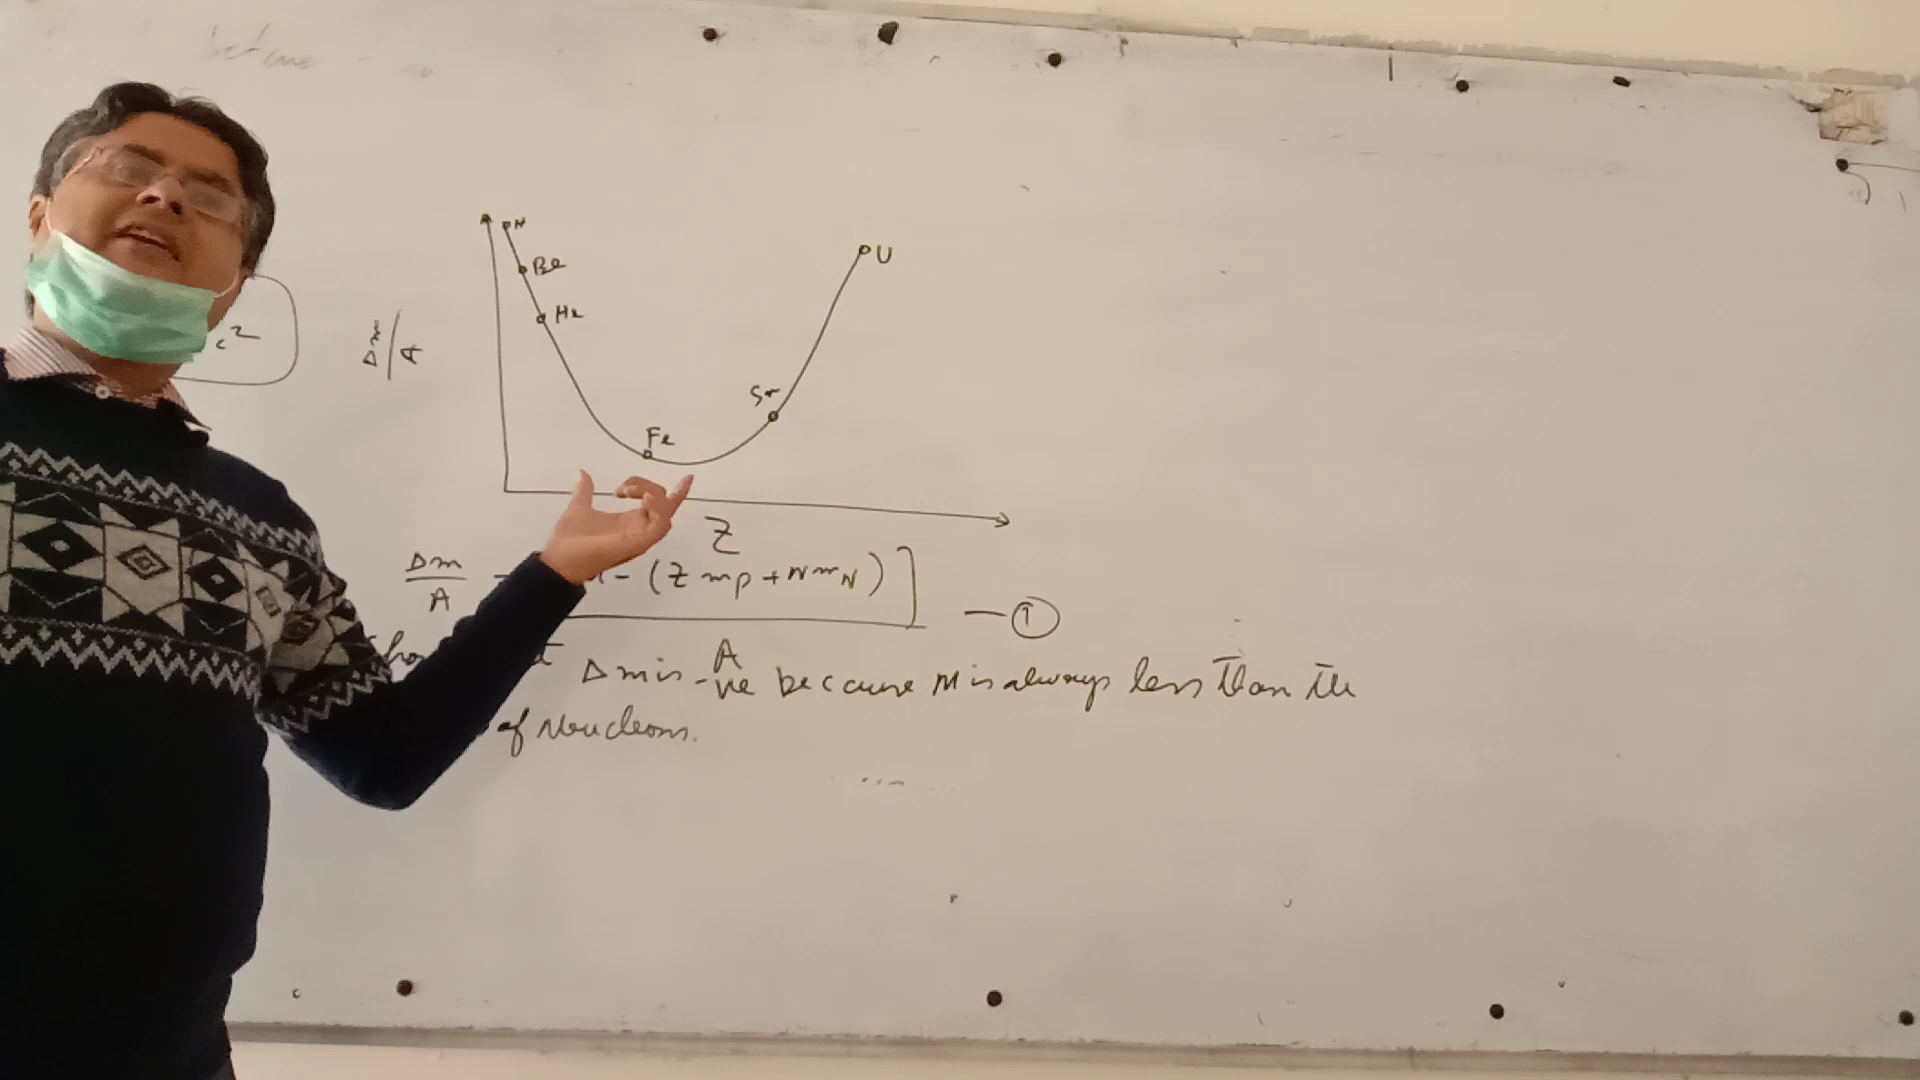 H
Be
He
U
c²
Δm/A
Sr
Fe
Z
Δm/A - (Z mp + N mN)] — ①
A
Δm is -ve because M is always less than the
of Nucleons.